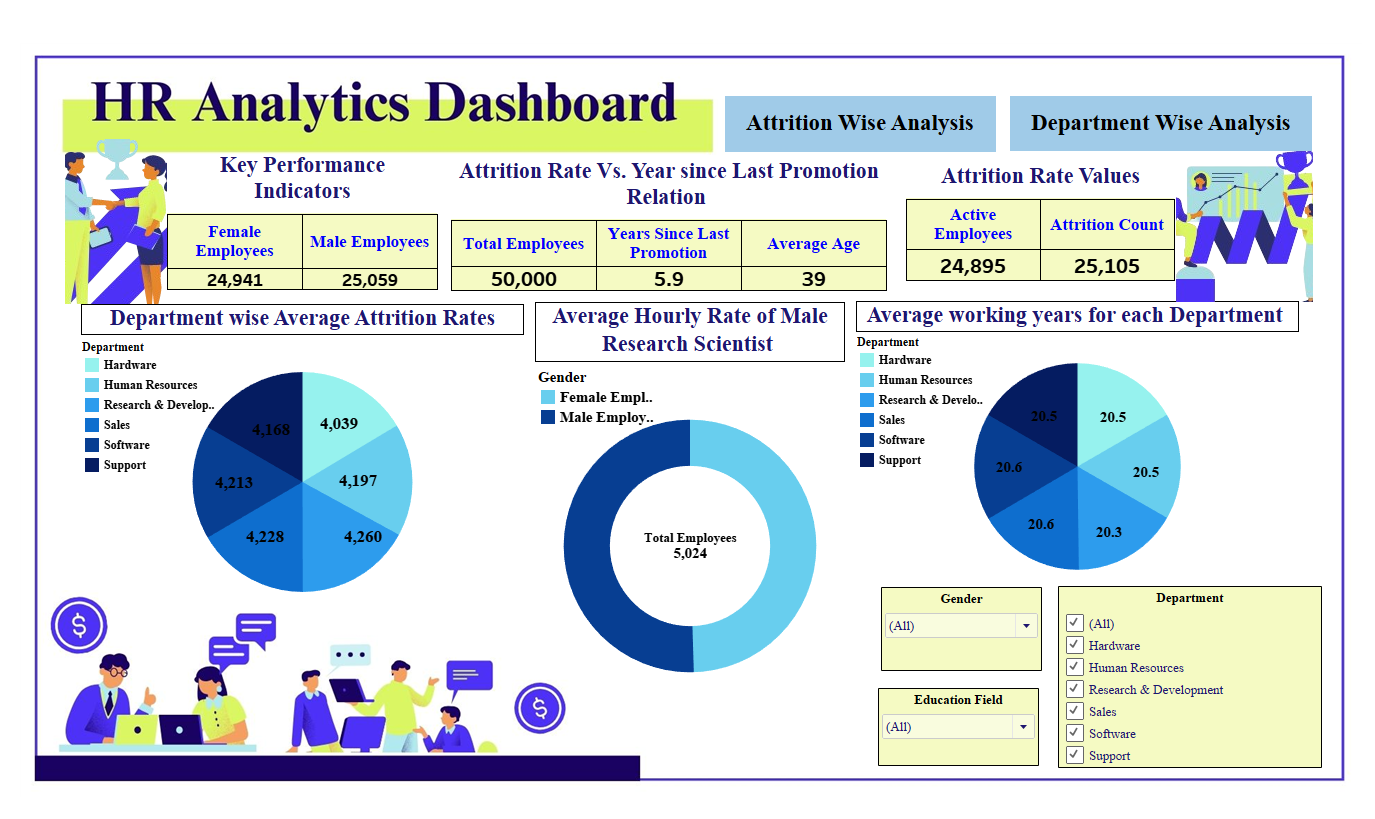 HR Analytics Dashboard
Attrition Wise Analysis
Department Wise Analysis
Key Performance
Indicators
Female
Employees
Male Employees
24,941
25,059
Attrition Rate Vs. Year since Last Promotion
Relation
Total Employees
Years Since Last
Promotion
Average Age
50,000
5.9
39
Attrition Rate Values
Active
Employees
Attrition Count
24,895
25,105
Department wise Average Attrition Rates
Department
Hardware
Human Resources
Research & Develop..
Sales
Software
Support
4,168
4,039
4,213
4,197
4,228
4,260
Average Hourly Rate of Male
Research Scientist
Gender
Female Empl..
Male Employ..
Total Employees
5,024
Average working years for each Department
Department
Hardware
Human Resources
Research & Develo..
Sales
Software
Support
20.5
20.5
20.6
20.5
20.6
20.3
Gender
(All)
Education Field
(All)
Department
(All)
Hardware
Human Resources
Research & Development
Sales
Software
Support